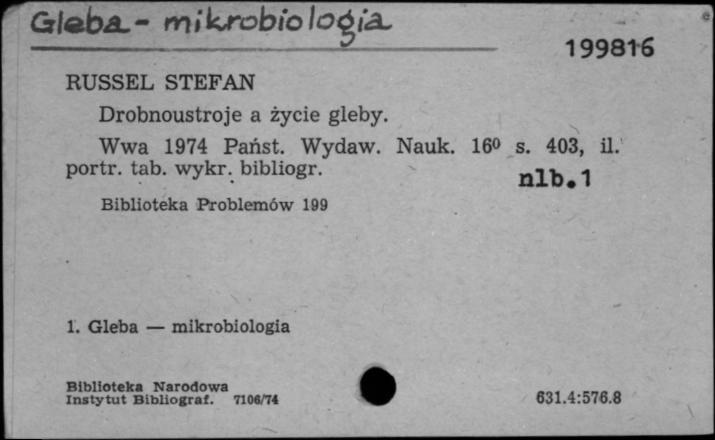 Gleba - mikrobiologia
199816
RUSSEL STEFAN
Drobnoustroje a życie gleby.
Wwa 1974 Państ. Wydaw. Nauk. 16º s. 403, il.
portr. tab. wykr. bibliogr.
nlb.1
Biblioteka Problemów 199
1. Gleba — mikrobiologia
Biblioteka Narodowa
Instytut Bibliograf. 7106/74
631.4:576.8